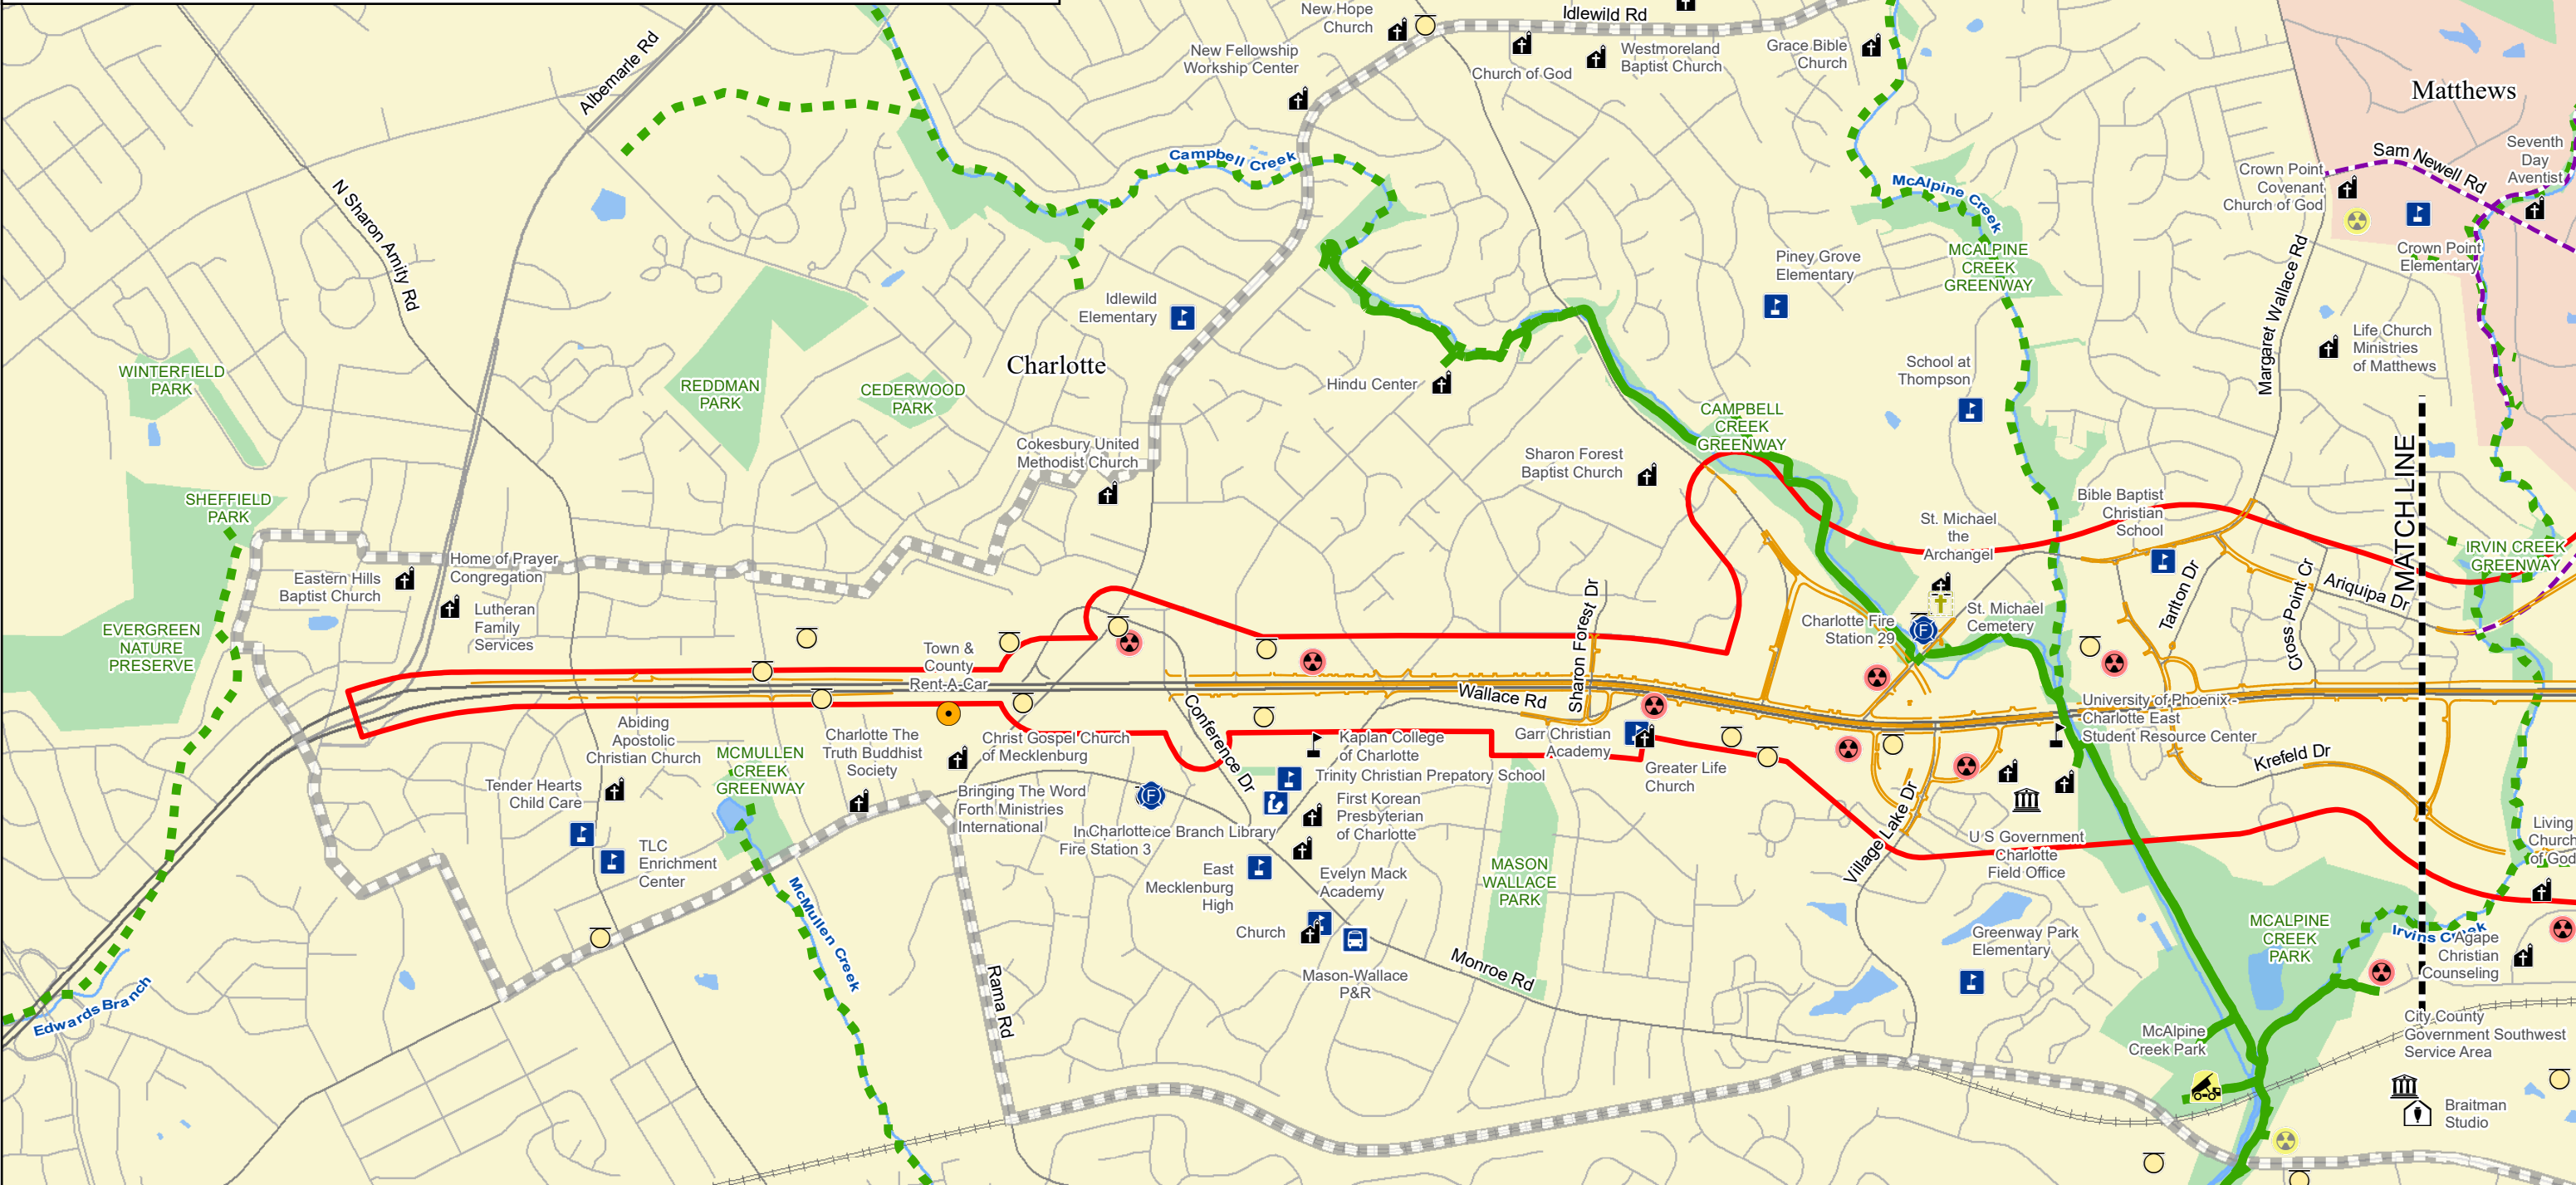 New Hope
Church
Idlewild Rd
New Fellowship
Workship Center
Church of God
Westmoreland
Baptist Church
Grace Bible
Church
Albemarle Rd
Matthews
Sam Newell Rd
Seventh
Day
Aventist
Crown Point
Covenant
Church of God
Crown Point
Elementary
Campbell Creek
McAlpine Creek
MCALPINE
CREEK
GREENWAY
N Sharon Amity Rd
Piney Grove
Elementary
Idlewild
Elementary
Charlotte
Margaret Wallace Rd
Life Church
Ministries
of Matthews
School at
Thompson
WINTERFIELD
PARK
REDDMAN
PARK
CEDERWOOD
PARK
Hindu Center
CAMPBELL
CREEK
GREENWAY
Cokesbury United
Methodist Church
Sharon Forest
Baptist Church
MATCH LINE
SHEFFIELD
PARK
Bible Baptist
Christian
School
St. Michael
the
Archangel
IRVIN CREEK
GREENWAY
Home of Prayer
Congregation
Eastern Hills
Baptist Church
Lutheran
Family
Services
EVERGREEN
NATURE
PRESERVE
Tarlton Dr
Cross Point Cr
Ariquipa Dr
Sharon Forest Dr
Charlotte Fire
Station 29
St. Michael
Cemetery
Town &
County
Rent-A-Car
Wallace Rd
Conference Dr
University of Phoenix -
Charlotte East
Student Resource Center
Abiding
Apostolic
Christian Church
MCMULLEN
CREEK
GREENWAY
Charlotte The
Truth Buddhist
Society
Christ Gospel Church
of Mecklenburg
Kaplan College
of Charlotte
Garr Christian
Academy
Greater Life
Church
Krefeld Dr
Tender Hearts
Child Care
Bringing The Word
Forth Ministries
International
Trinity Christian Prepatory School
First Korean
Presbyterian
of Charlotte
Charlotte
Fire Station 3
Branch Library
Village Lake Dr
U S Government
Charlotte
Field Office
Living
Church
of God
TLC
Enrichment
Center
East
Mecklenburg
High
Evelyn Mack
Academy
MASON
WALLACE
PARK
McMullen Creek
Church
Mason-Wallace
P&R
Monroe Rd
Greenway Park
Elementary
MCALPINE
CREEK
PARK
Irvins Creek
Agape
Christian
Counseling
Edwards Branch
Rama Rd
McAlpine
Creek Park
City County
Government Southwest
Service Area
Braitman
Studio